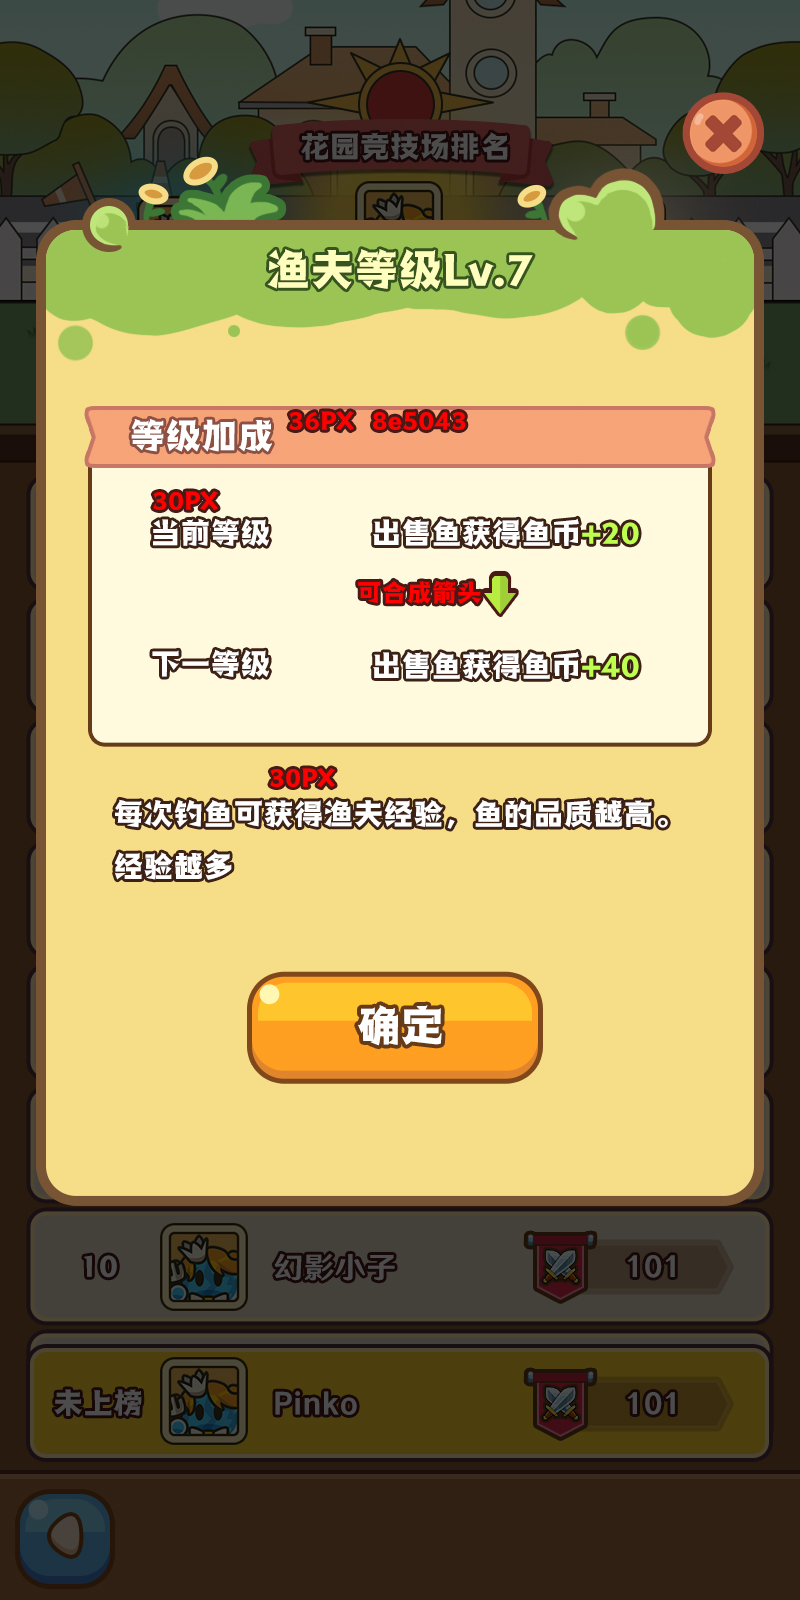 花园竞技场排名
渔夫等级Lv.7
等级加成 36PX 8e5043
30PX
当前等级 出售鱼获得鱼币+20
可合成箭头
下一等级 出售鱼获得鱼币+40
30PX
每次钓鱼可获得渔夫经验，鱼的品质越高。
经验越多
确定
10 幻影小子 101
未上榜 Pinko 101